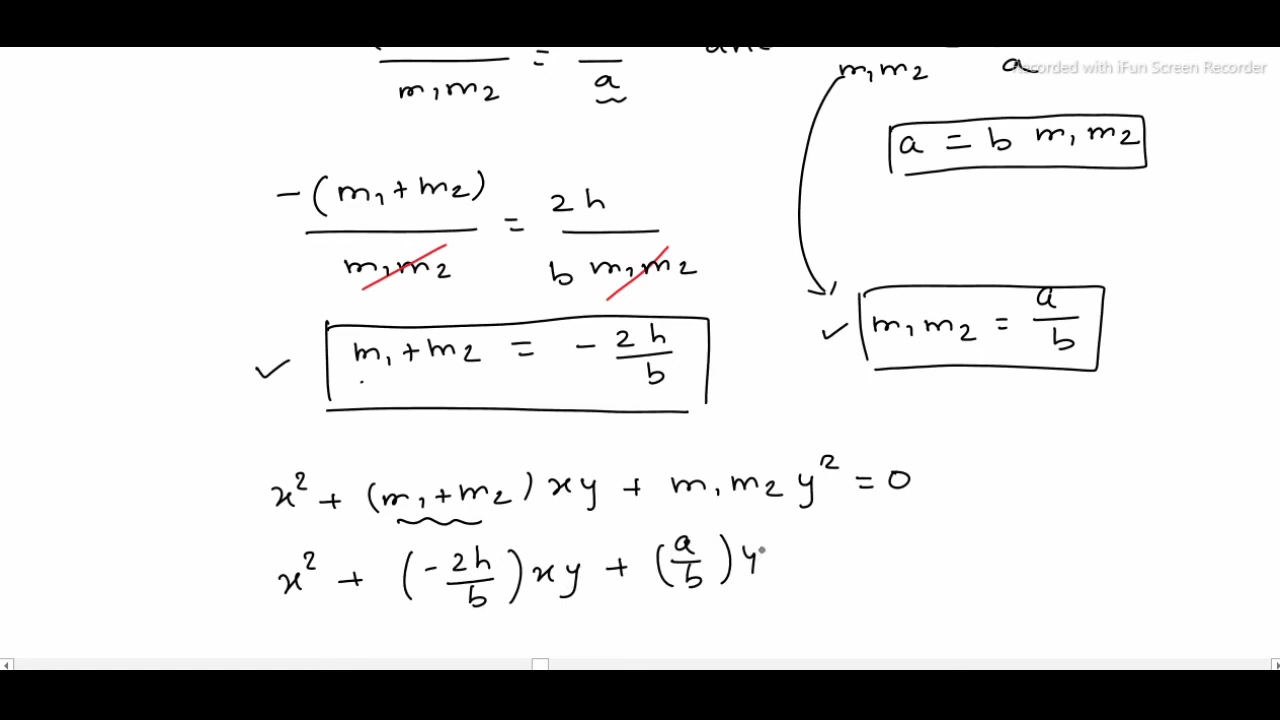 m₁m₂ = a
m₁m₂ a
Recorded with iFun Screen Recorder
a = b m₁m₂
-(m₁+m₂) / m₁m₂ = 2h / b m₁m₂
m₁+m₂ = - 2h/b
m₁m₂ = a/b
x² + (m₁+m₂)xy + m₁m₂y² = 0
x² + (-2h/b)xy + (a/b)y